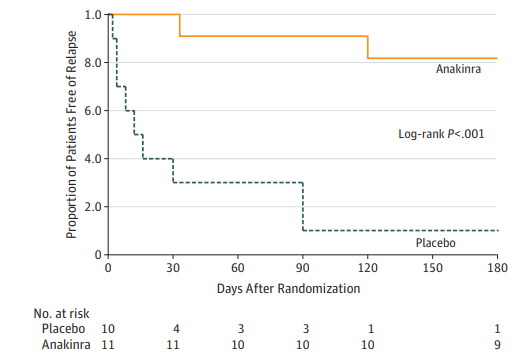 Proportion of Patients Free of Relapse
1.0
8.0
6.0
4.0
2.0
0
Anakinra
Log-rank P<.001
Placebo
0 30 60 90 120 150 180
Days After Randomization
No. at risk
Placebo 10 4 3 3 1 1
Anakinra 11 11 10 10 10 9